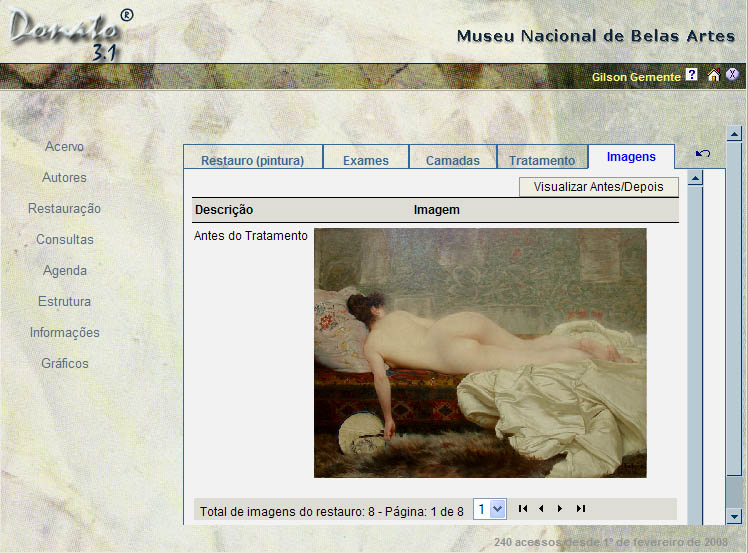 Donato ®
3.1
Museu Nacional de Belas Artes
Gilson Gemente ? X
Acervo
Autores
Restauração
Consultas
Agenda
Estrutura
Informações
Gráficos
Restauro (pintura) Exames Camadas Tratamento Imagens
Visualizar Antes/Depois
Descrição Imagem
Antes do Tratamento
Total de imagens do restauro: 8 - Página: 1 de 8 1
240 acessos desde 1º de fevereiro de 2008